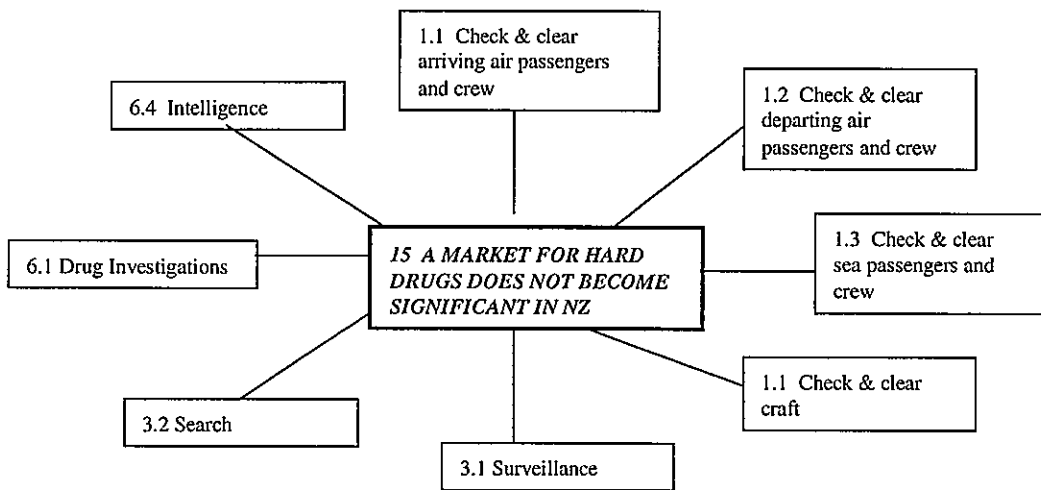 1.1 Check & clear
arriving air passengers
and crew
6.4 Intelligence
1.2 Check & clear
departing air
passengers and crew
6.1 Drug Investigations
15 A MARKET FOR HARD
DRUGS DOES NOT BECOME
SIGNIFICANT IN NZ
1.3 Check & clear
sea passengers and
crew
3.2 Search
1.1 Check & clear
craft
3.1 Surveillance